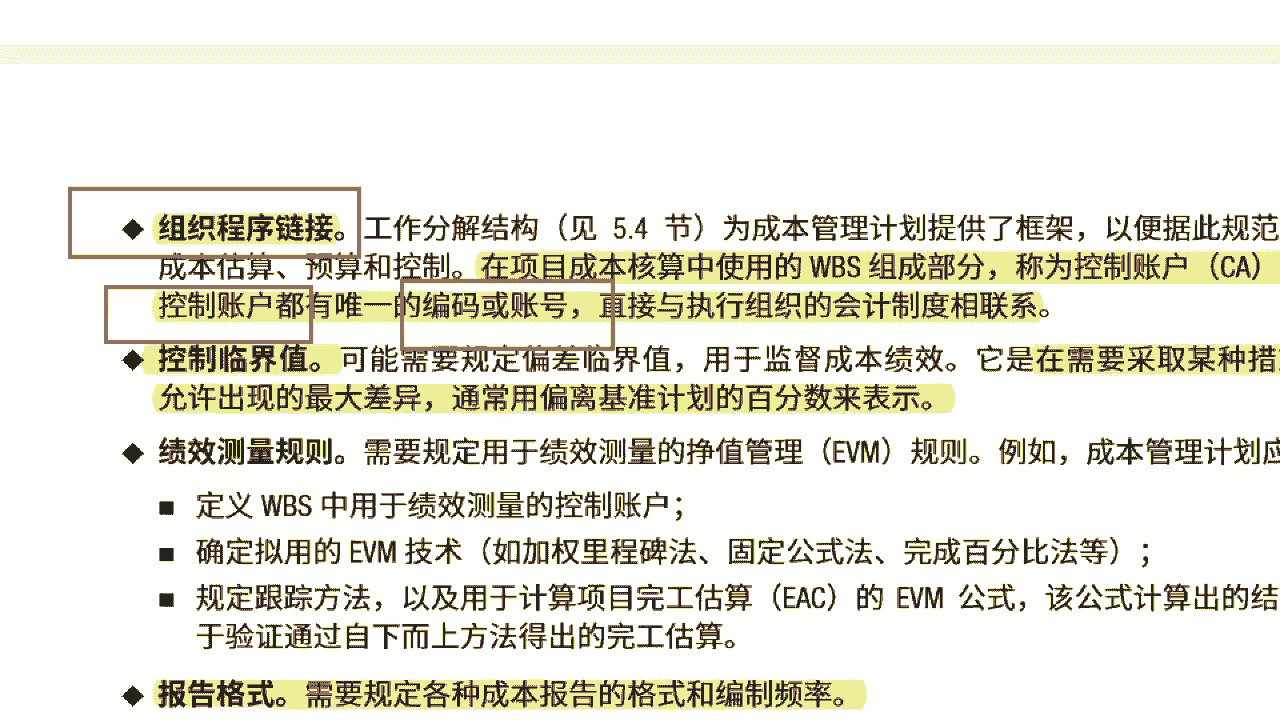 ◆ 组织程序链接。工作分解结构（见 5.4 节）为成本管理计划提供了框架，以便据此规范
成本估算、预算和控制。在项目成本核算中使用的 WBS 组成部分，称为控制账户（CA）
控制账户都有唯一的编码或账号，直接与执行组织的会计制度相联系。
◆ 控制临界值。可能需要规定偏差临界值，用于监督成本绩效。它是在需要采取某种措
允许出现的最大差异，通常用偏离基准计划的百分数来表示。
◆ 绩效测量规则。需要规定用于绩效测量的挣值管理（EVM）规则。例如，成本管理计划应
■ 定义 WBS 中用于绩效测量的控制账户；
■ 确定拟用的 EVM 技术（如加权里程碑法、固定公式法、完成百分比法等）；
■ 规定跟踪方法，以及用于计算项目完工估算（EAC）的 EVM 公式，该公式计算出的结
于验证通过自下而上方法得出的完工估算。
◆ 报告格式。需要规定各种成本报告的格式和编制频率。